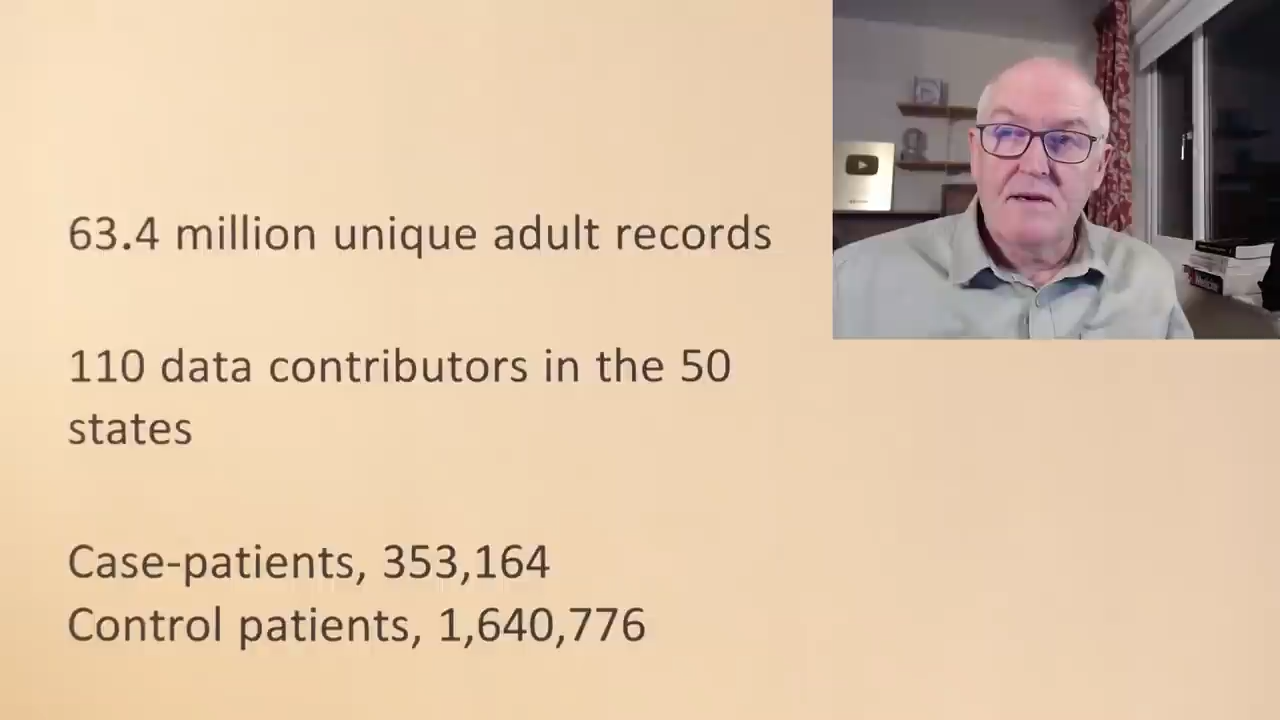 63.4 million unique adult records
110 data contributors in the 50
states
Case-patients, 353,164
Control patients, 1,640,776
Medicine